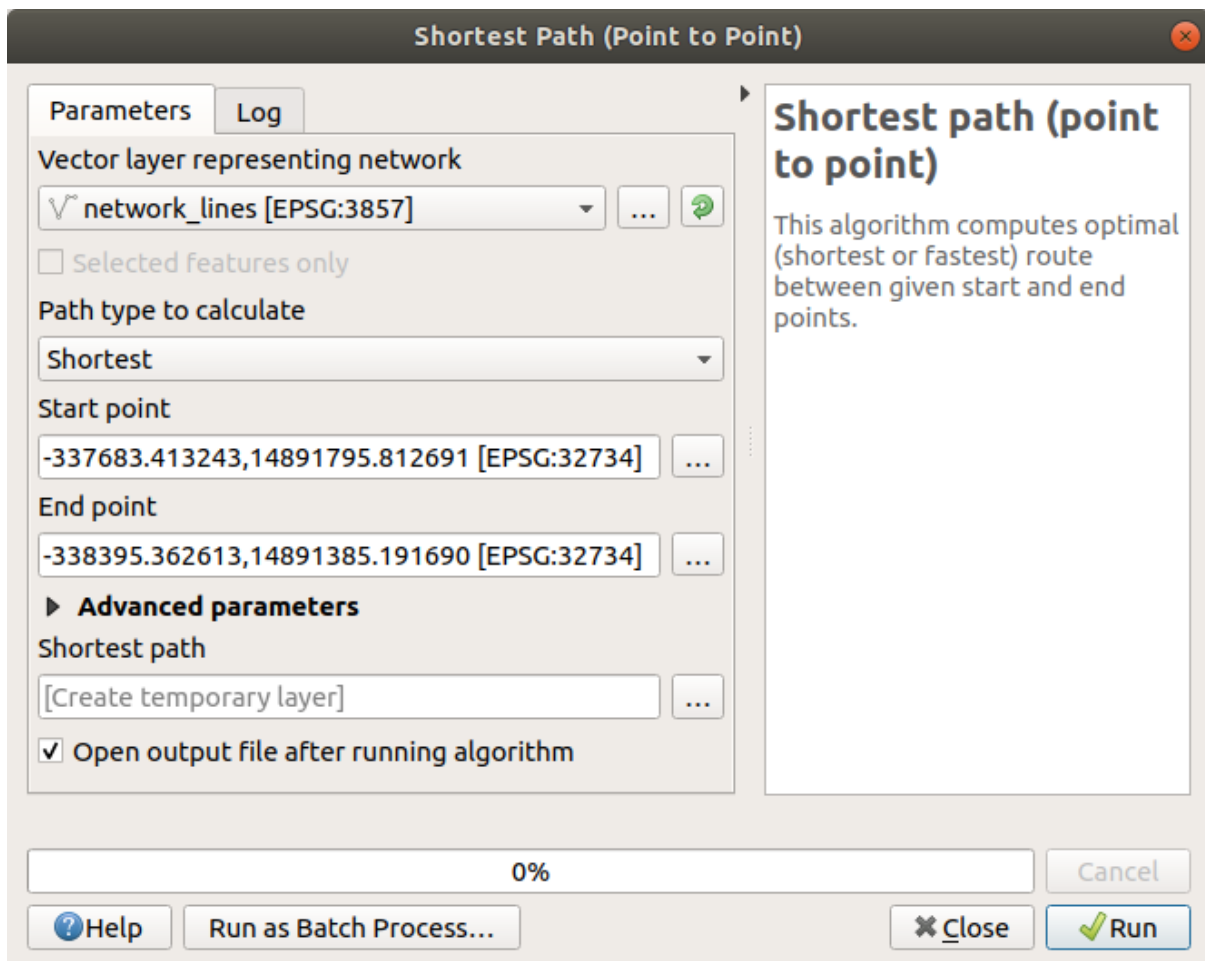 Shortest Path (Point to Point)
Parameters
Log
Vector layer representing network
network_lines [EPSG:3857]
...
Selected features only
Path type to calculate
Shortest
Start point
-337683.413243,14891795.812691 [EPSG:32734]
...
End point
-338395.362613,14891385.191690 [EPSG:32734]
...
Advanced parameters
Shortest path
[Create temporary layer]
...
Open output file after running algorithm
Shortest path (point
to point)
This algorithm computes optimal
(shortest or fastest) route
between given start and end
points.
0%
Cancel
Help
Run as Batch Process...
Close
Run